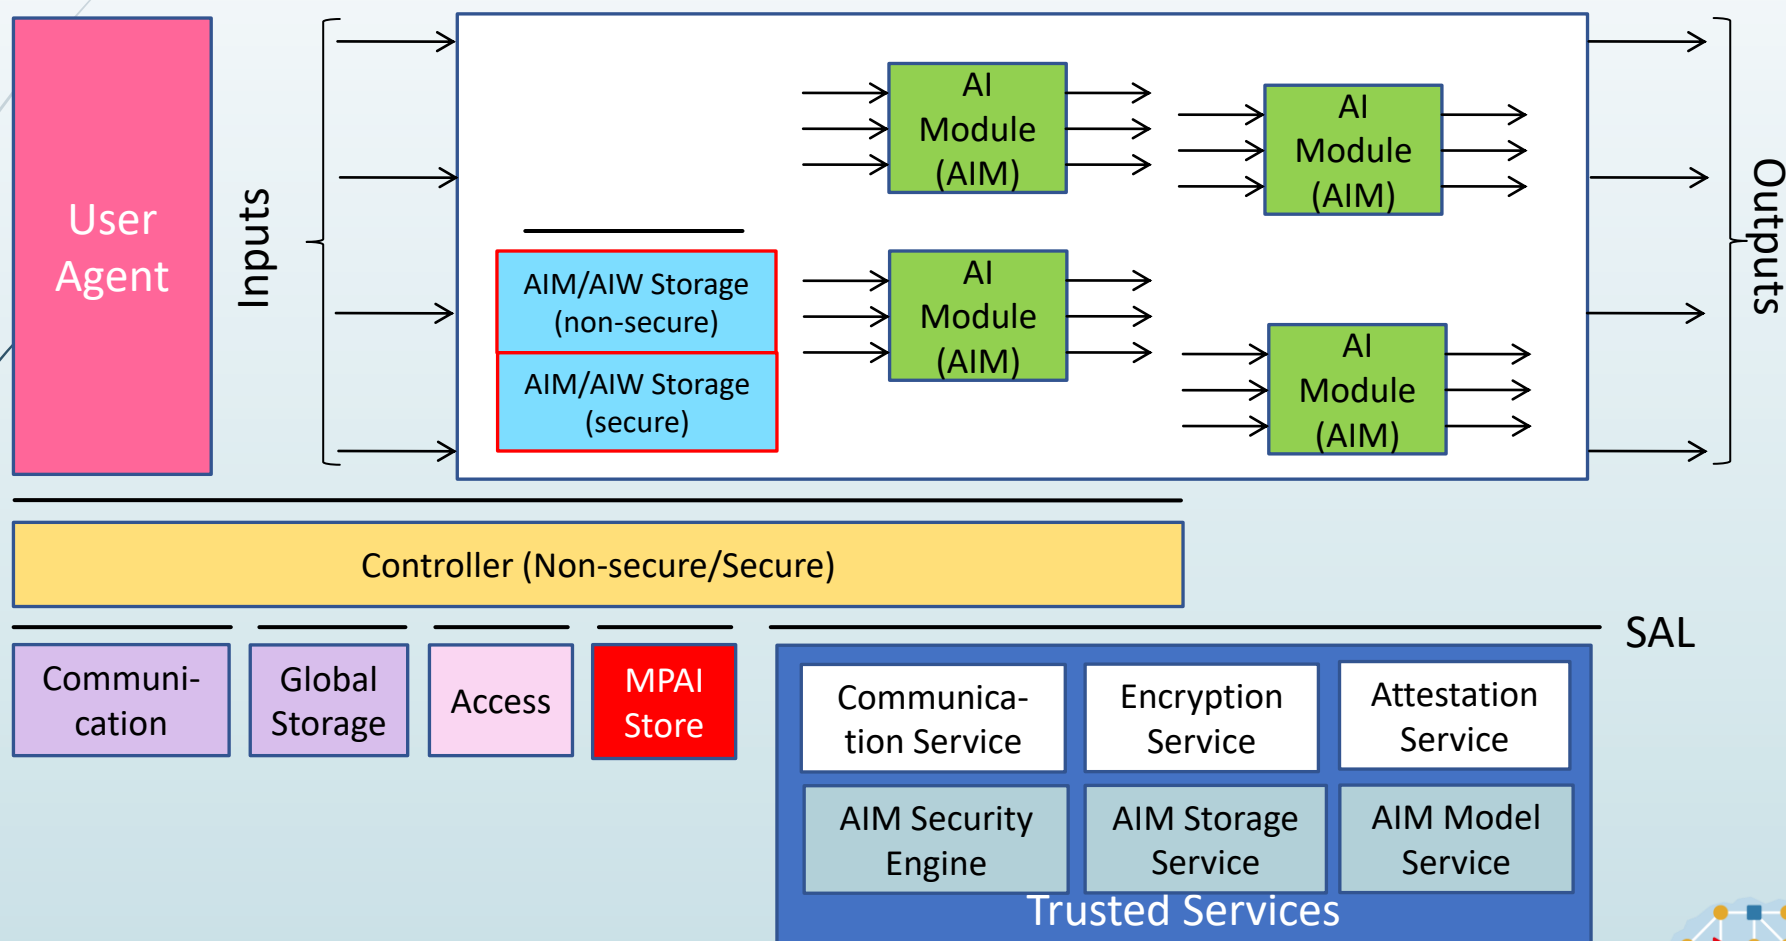 User
Agent
Inputs
AIM/AIW Storage
(non-secure)
AIM/AIW Storage
(secure)
AI
Module
(AIM)
AI
Module
(AIM)
AI
Module
(AIM)
AI
Module
(AIM)
Outputs
Controller (Non-secure/Secure)
SAL
Communi-
cation
Global
Storage
Access
MPAI
Store
Communica-
tion Service
Encryption
Service
Attestation
Service
AIM Security
Engine
AIM Storage
Service
AIM Model
Service
Trusted Services